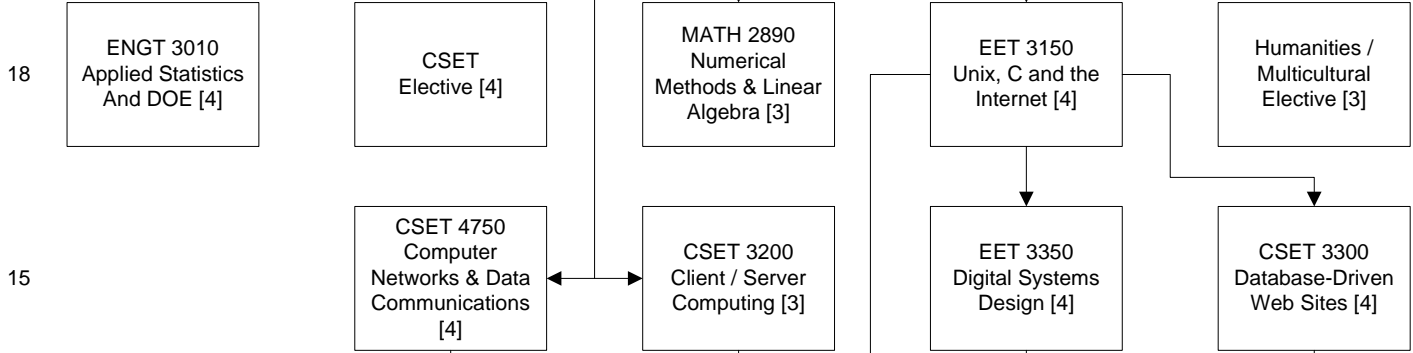 18
ENGT 3010
Applied Statistics
And DOE [4]
CSET
Elective [4]
MATH 2890
Numerical
Methods & Linear
Algebra [3]
EET 3150
Unix, C and the
Internet [4]
Humanities /
Multicultural
Elective [3]
15
CSET 4750
Computer
Networks & Data
Communications
[4]
CSET 3200
Client / Server
Computing [3]
EET 3350
Digital Systems
Design [4]
CSET 3300
Database-Driven
Web Sites [4]